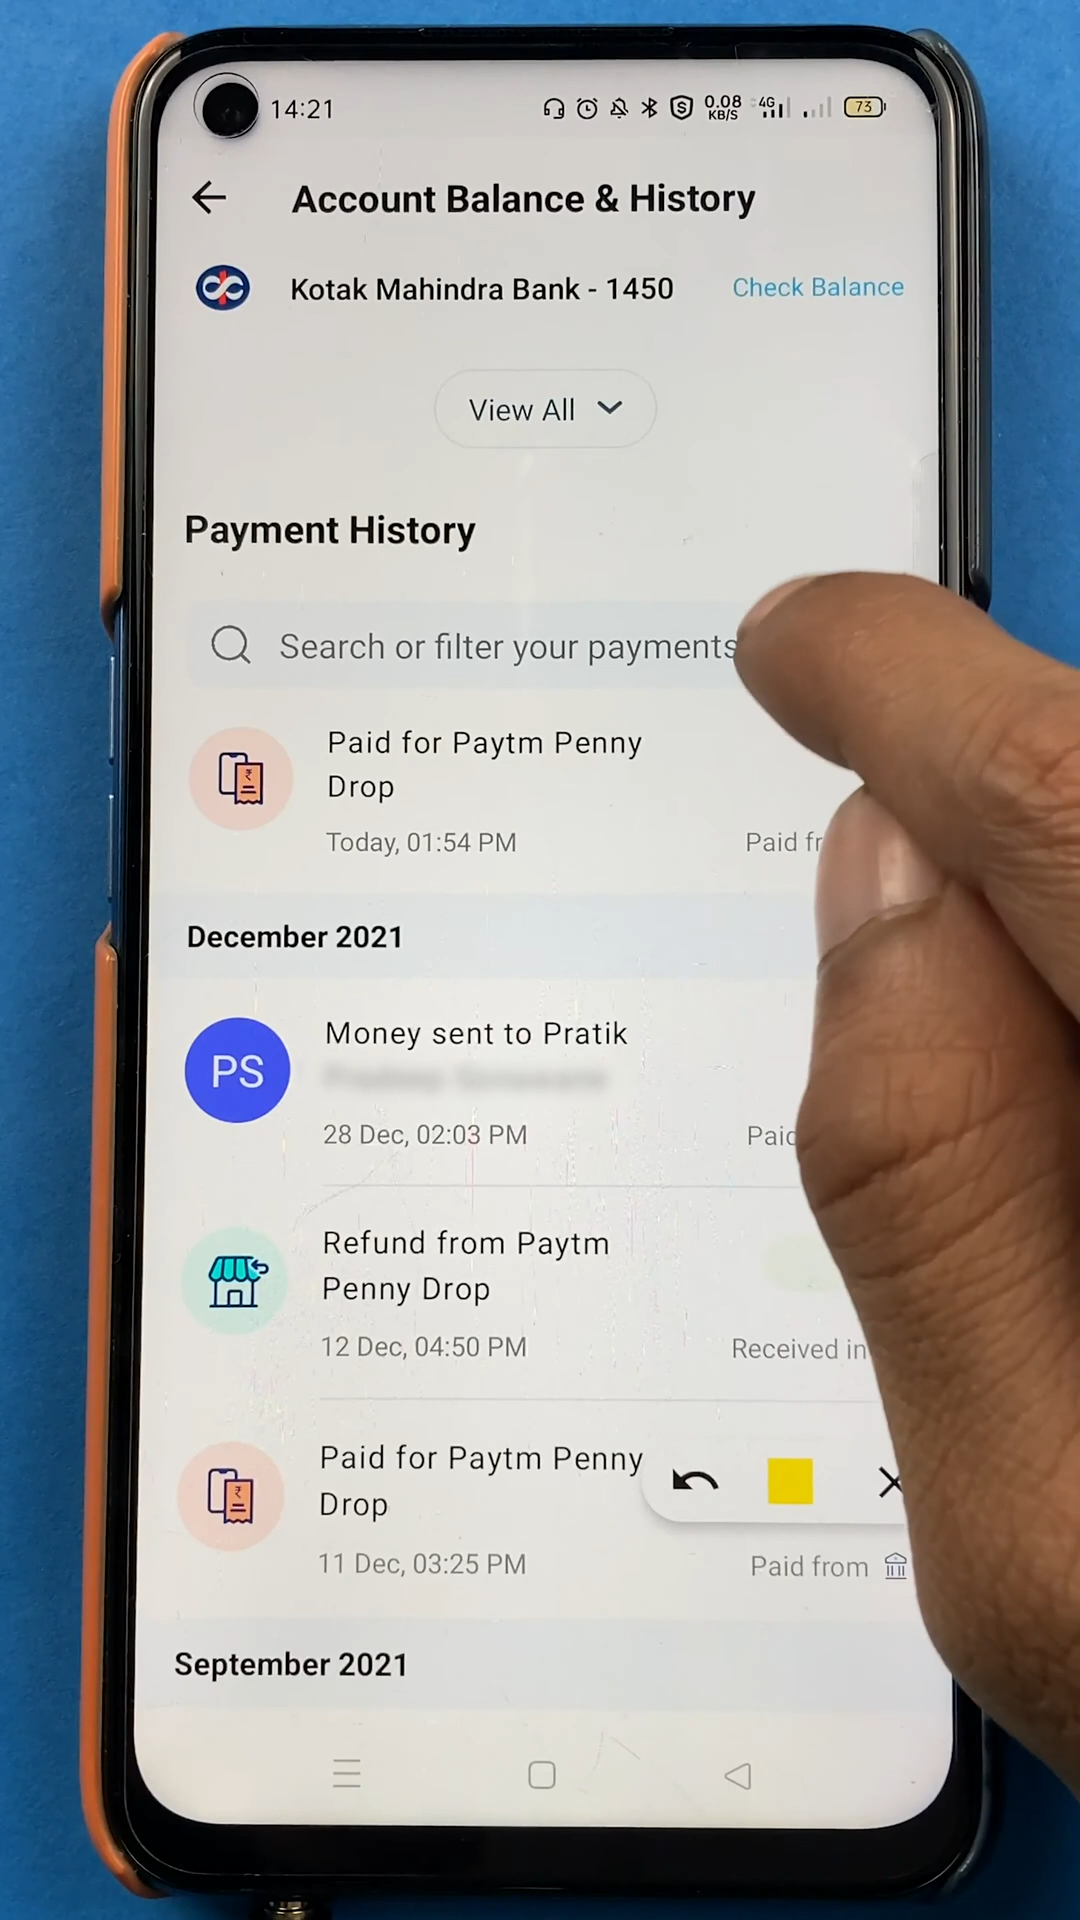 14:21
0.08
KB/S
4G
73
Account Balance & History
Kotak Mahindra Bank - 1450
Check Balance
View All
Payment History
Search or filter your payments
Paid for Paytm Penny
Drop
Today, 01:54 PM
Paid fr
December 2021
PS
Money sent to Pratik
28 Dec, 02:03 PM
Paid
Refund from Paytm
Penny Drop
12 Dec, 04:50 PM
Received in
Paid for Paytm Penny
Drop
11 Dec, 03:25 PM
Paid from
September 2021